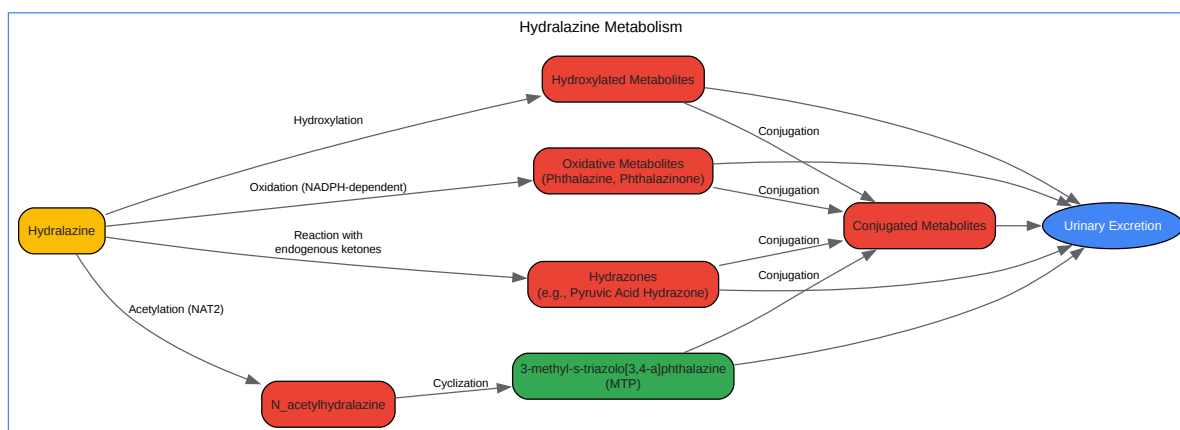 Hydralazine Metabolism
Hydroxylated Metabolites
Hydroxylation
Conjugation
Oxidative Metabolites
(Phthalazine, Phthalazinone)
Oxidation (NADPH-dependent)
Conjugation
Hydralazine
Conjugated Metabolites
Urinary Excretion
Reaction with
endogenous ketones
Conjugation
Hydrazones
(e.g., Pyruvic Acid Hydrazone)
Conjugation
Acetylation (NAT2)
3-methyl-s-triazolo[3,4-a]phthalazine
(MTP)
Cyclization
N_acetylhydralazine